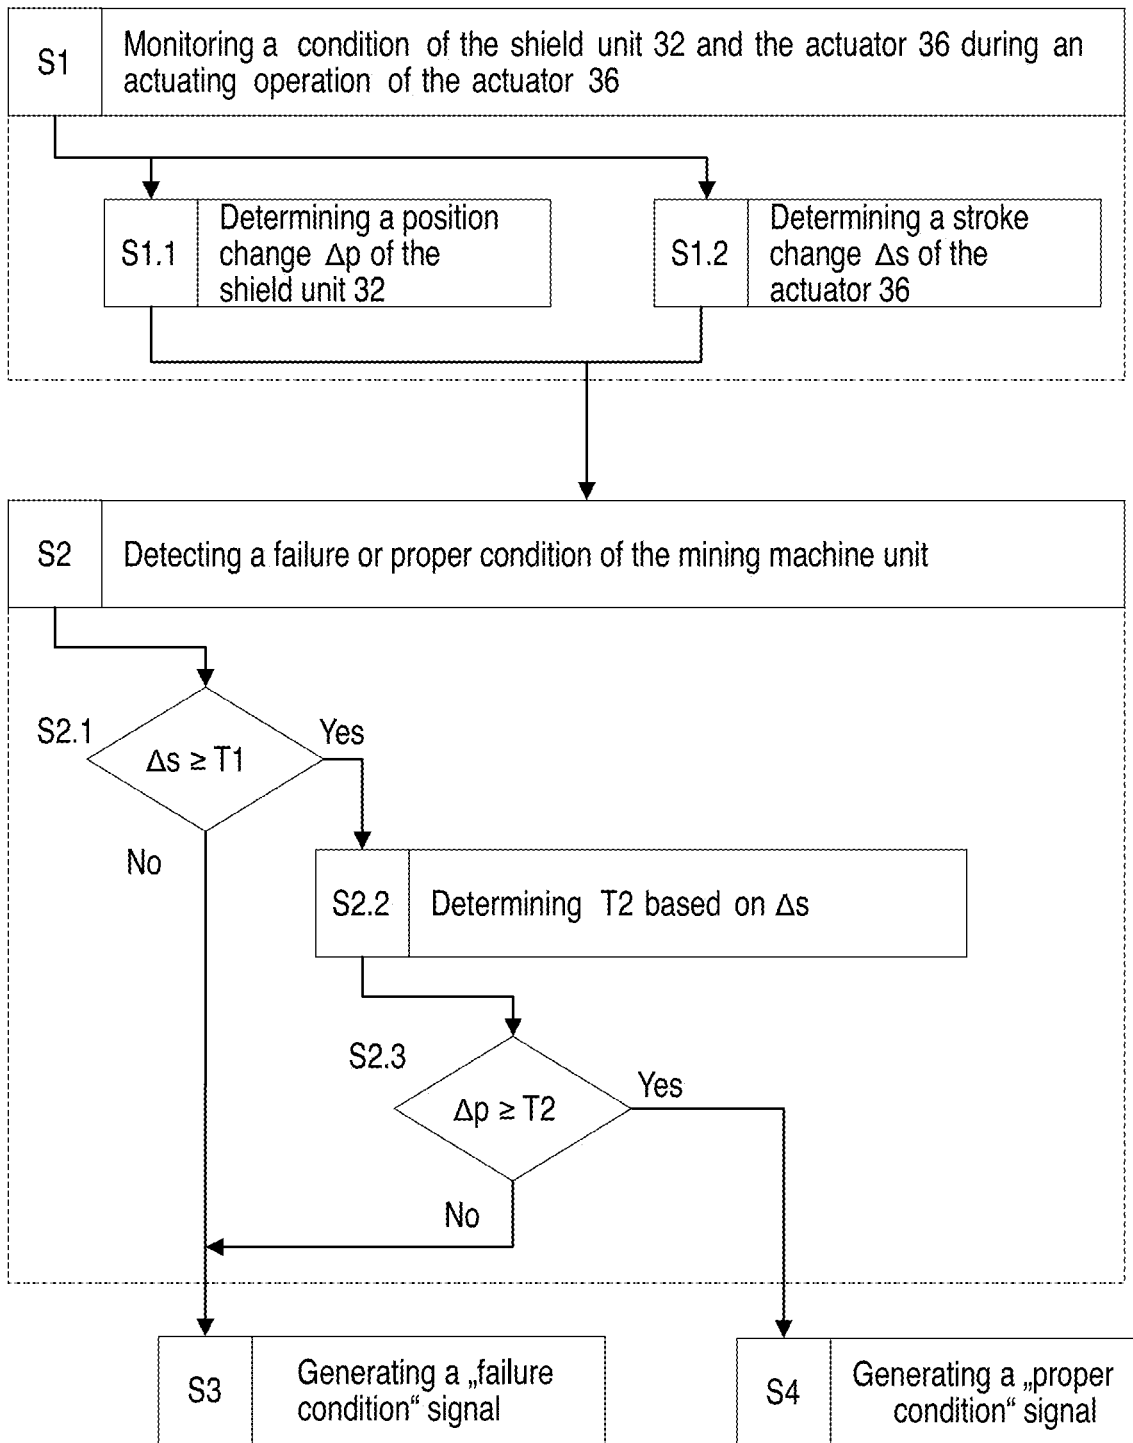 S1
Monitoring a condition of the shield unit 32 and the actuator 36 during an
actuating operation of the actuator 36
S1.1
Determining a position
change Δp of the
shield unit 32
S1.2
Determining a stroke
change Δs of the
actuator 36
S2
Detecting a failure or proper condition of the mining machine unit
S2.1
Δs ≥ T1
Yes
No
S2.2
Determining T2 based on Δs
S2.3
Δp ≥ T2
Yes
No
S3
Generating a „failure
condition“ signal
S4
Generating a „proper
condition“ signal